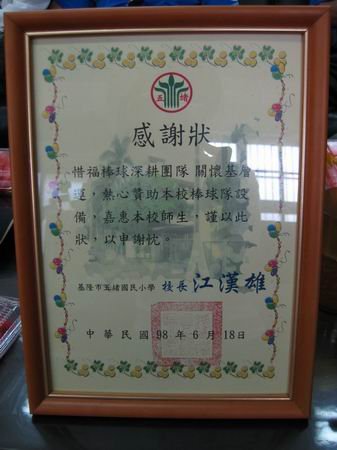 五堵
感謝狀
惜福棒球深耕團隊 關懷基層
運，熱心贊助本校棒球隊設
備，嘉惠本校師生，謹以此
狀，以申謝忱。
基隆市五堵國民小學 校長 江漢雄
中華民國98年6月18日